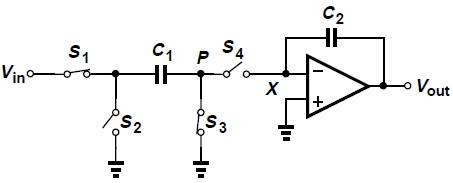 S1 C1 P S4 C2
Vin X − Vout
S2 S3 +